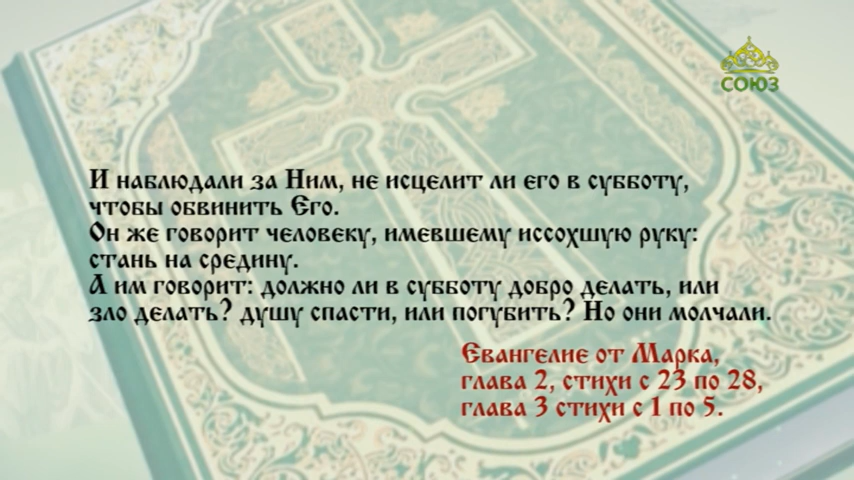 СОЮЗ
И наблюдали за Ним, не исцелит ли его в субботу,
чтобы обвинить Его.
Он же говорит человеку, имевшему иссохшую руку:
стань на средину.
А им говорит: должно ли в субботу добро делать, или
зло делать? душу спасти, или погубить? Но они молчали.
Евангелие от Марка,
глава 2, стихи с 23 по 28,
глава 3 стихи с 1 по 5.